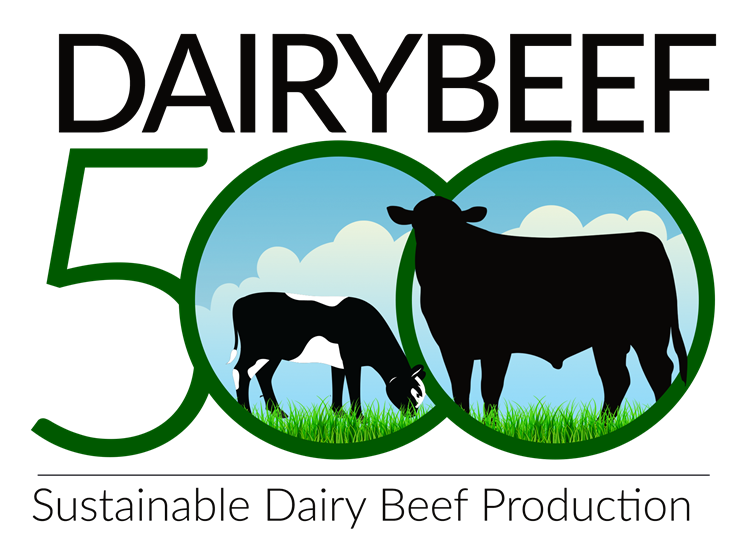 DAIRYBEEF
500
Sustainable Dairy Beef Production